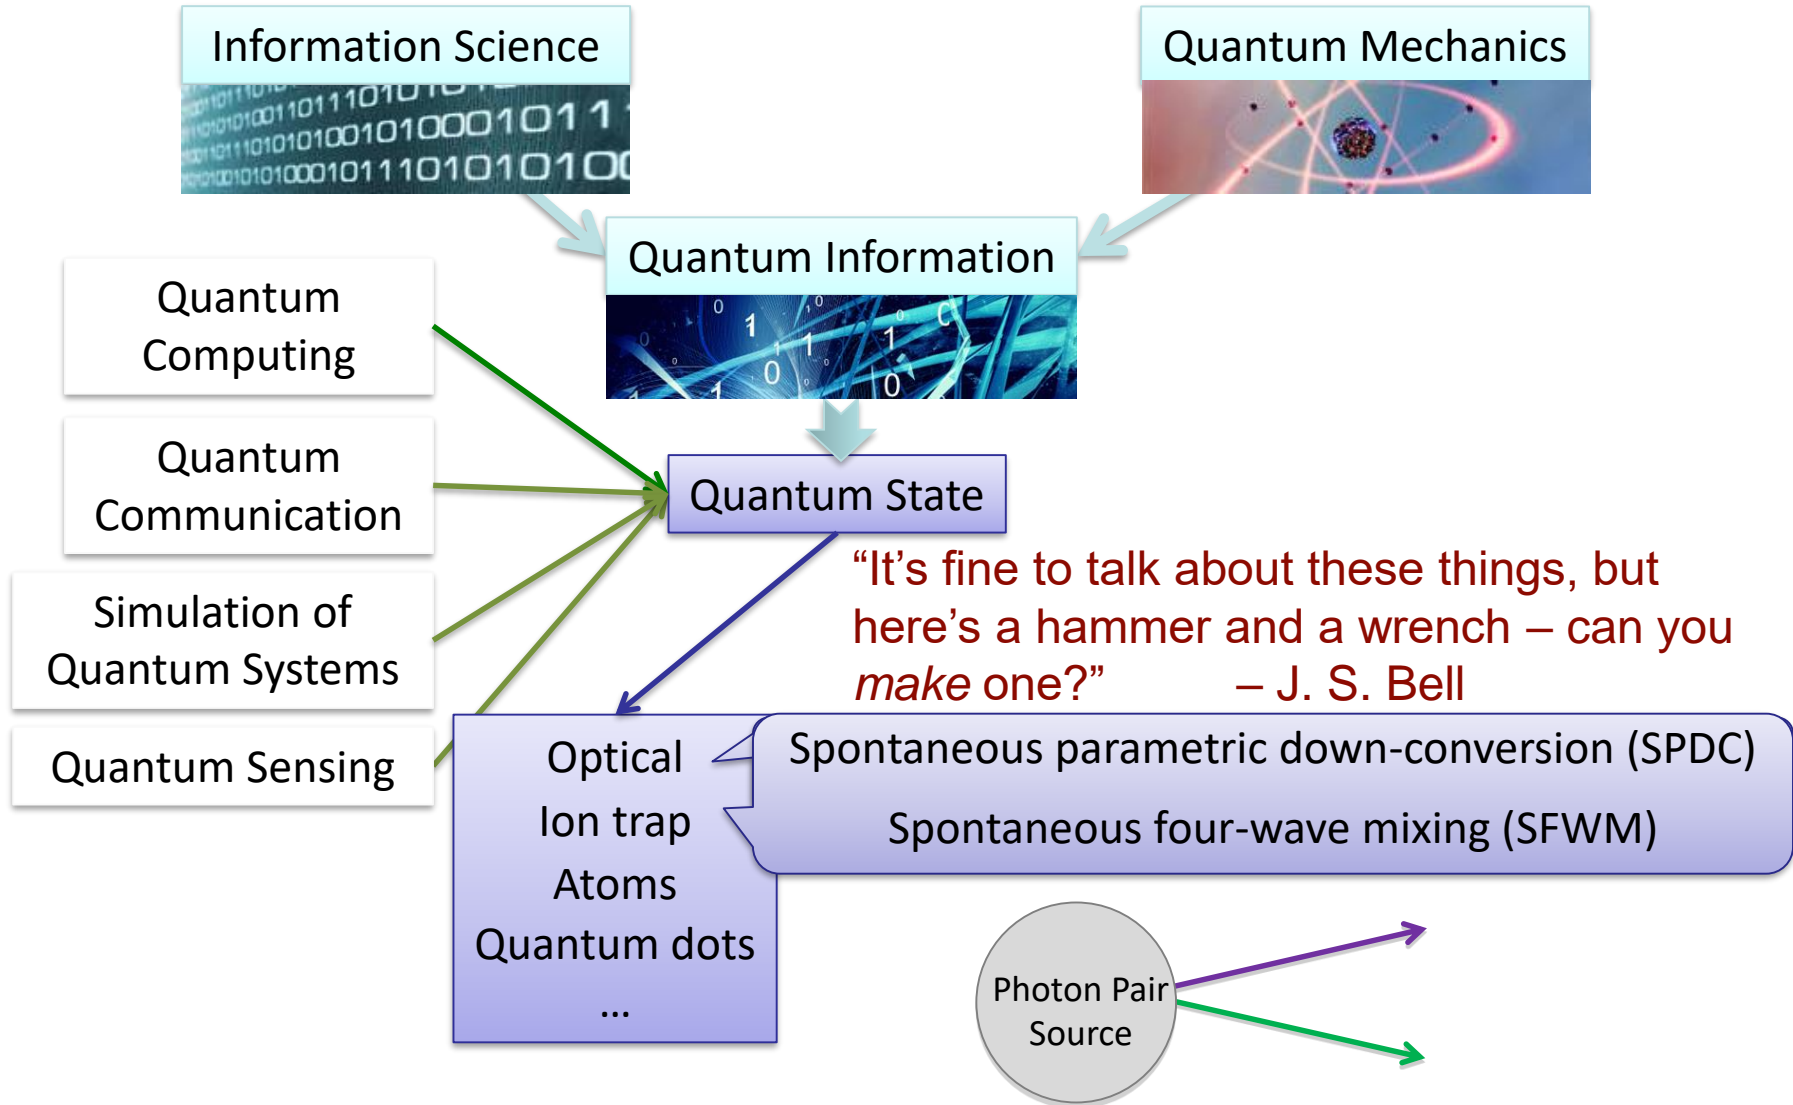 Information Science
Quantum Mechanics
Quantum Information
Quantum
Computing
Quantum
Communication
Simulation of
Quantum Systems
Quantum Sensing
Quantum State
“It’s fine to talk about these things, but
here’s a hammer and a wrench – can you
make one?” – J. S. Bell
Optical
Ion trap
Atoms
Quantum dots
...
Spontaneous parametric down-conversion (SPDC)
Spontaneous four-wave mixing (SFWM)
Photon Pair
Source